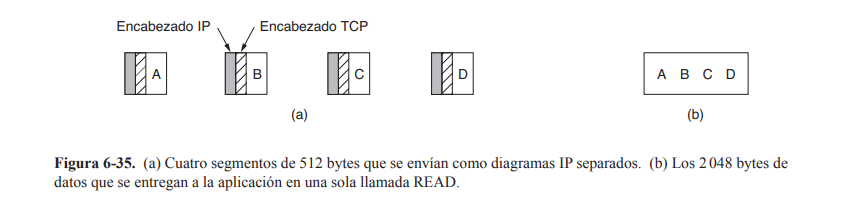 Encabezado IP Encabezado TCP
A B C D A B C D
(a) (b)
Figura 6-35. (a) Cuatro segmentos de 512 bytes que se envían como diagramas IP separados. (b) Los 2 048 bytes de
datos que se entregan a la aplicación en una sola llamada READ.